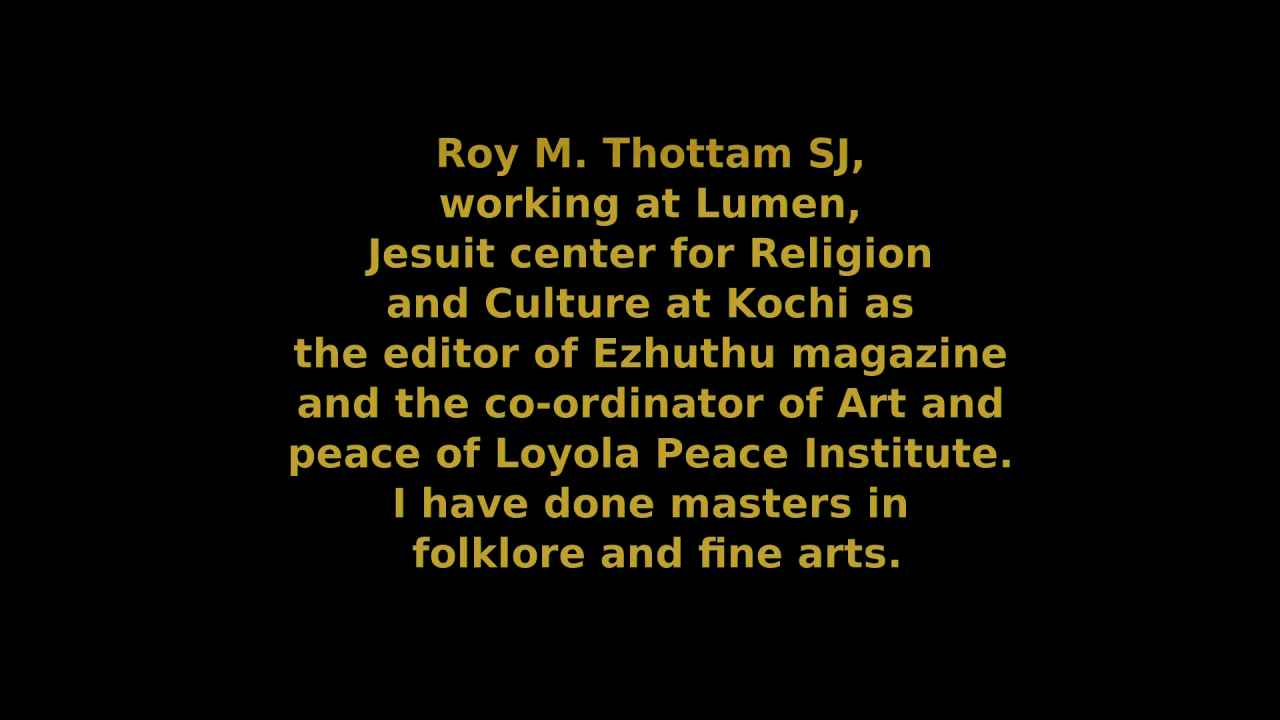 Roy M. Thottam SJ,
working at Lumen,
Jesuit center for Religion
and Culture at Kochi as
the editor of Ezhuthu magazine
and the co-ordinator of Art and
peace of Loyola Peace Institute.
I have done masters in
folklore and fine arts.